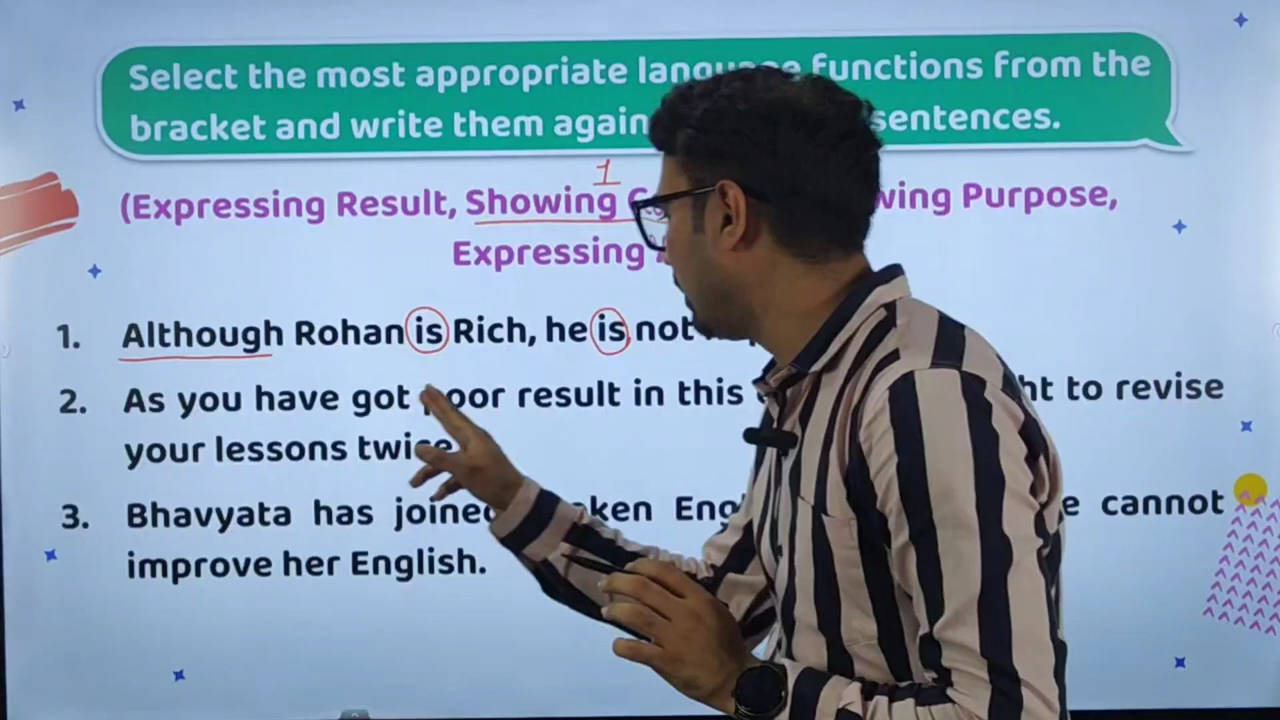 Select the most appropriate language functions from the
bracket and write them again sentences.
1
(Expressing Result, Showing wing Purpose,
Expressing
1. Although Rohan is Rich, he is not
2. As you have got poor result in this ht to revise
your lessons twice
3. Bhavyata has joined ken Eng e cannot
improve her English.